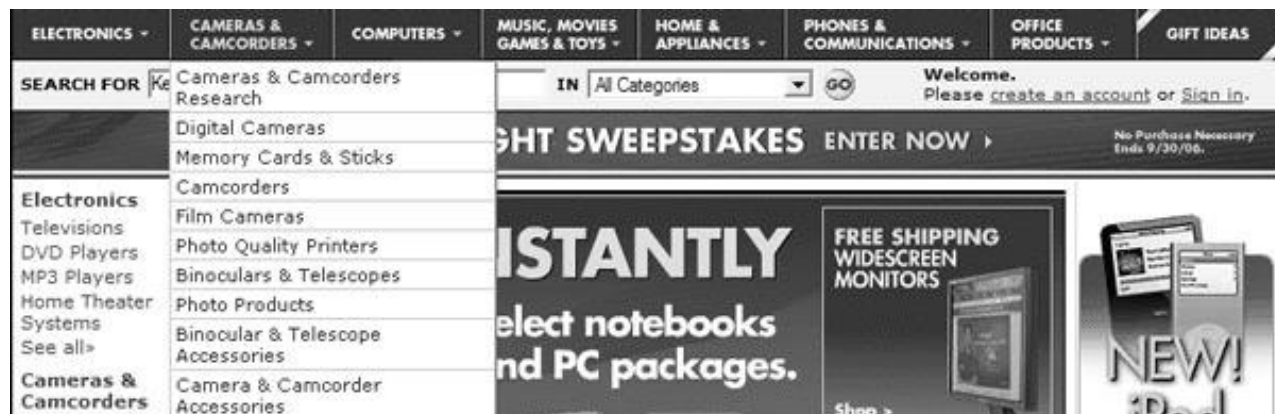 ELECTRONICS
CAMERAS &
CAMCORDERS
COMPUTERS
MUSIC, MOVIES
GAMES & TOYS
HOME &
APPLIANCES
PHONES &
COMMUNICATIONS
OFFICE
PRODUCTS
GIFT IDEAS
SEARCH FOR Ke
IN All Categories GO
Welcome.
Please create an account or Sign in.
Cameras & Camcorders
Research
Digital Cameras
Memory Cards & Sticks
Camcorders
Film Cameras
Photo Quality Printers
Binoculars & Telescopes
Photo Products
Binocular & Telescope
Accessories
Camera & Camcorder
Accessories
GHT SWEEPSTAKES ENTER NOW
No Purchase Necessary
Ends 9/30/06.
Electronics
Televisions
DVD Players
MP3 Players
Home Theater
Systems
See all»
Cameras &
Camcorders
NSTANTLY
elect notebooks
nd PC packages.
FREE SHIPPING
WIDESCREEN
MONITORS
Shop >
NEW!
iPod